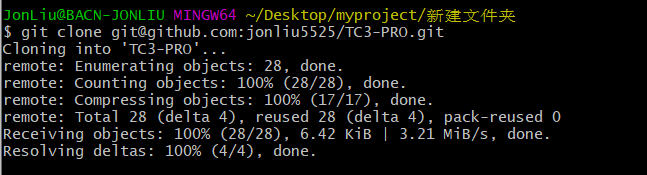 JonLiu@BACN-JONLIU MINGW64 ~/Desktop/myproject/新建文件夹
$ git clone git@github.com:jonliu5525/TC3-PRO.git
Cloning into 'TC3-PRO'...
remote: Enumerating objects: 28, done.
remote: Counting objects: 100% (28/28), done.
remote: Compressing objects: 100% (17/17), done.
remote: Total 28 (delta 4), reused 28 (delta 4), pack-reused 0
Receiving objects: 100% (28/28), 6.42 KiB | 3.21 MiB/s, done.
Resolving deltas: 100% (4/4), done.